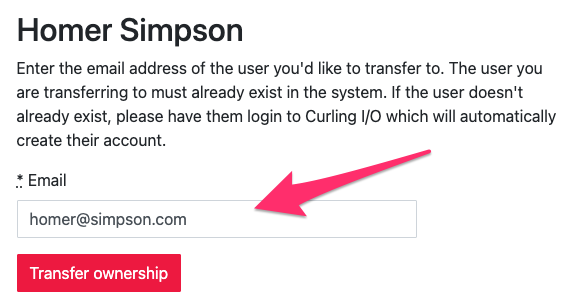 Homer Simpson
Enter the email address of the user you'd like to transfer to. The user you
are transferring to must already exist in the system. If the user doesn't
already exist, please have them login to Curling I/O which will automatically
create their account.
* Email
homer@simpson.com
Transfer ownership